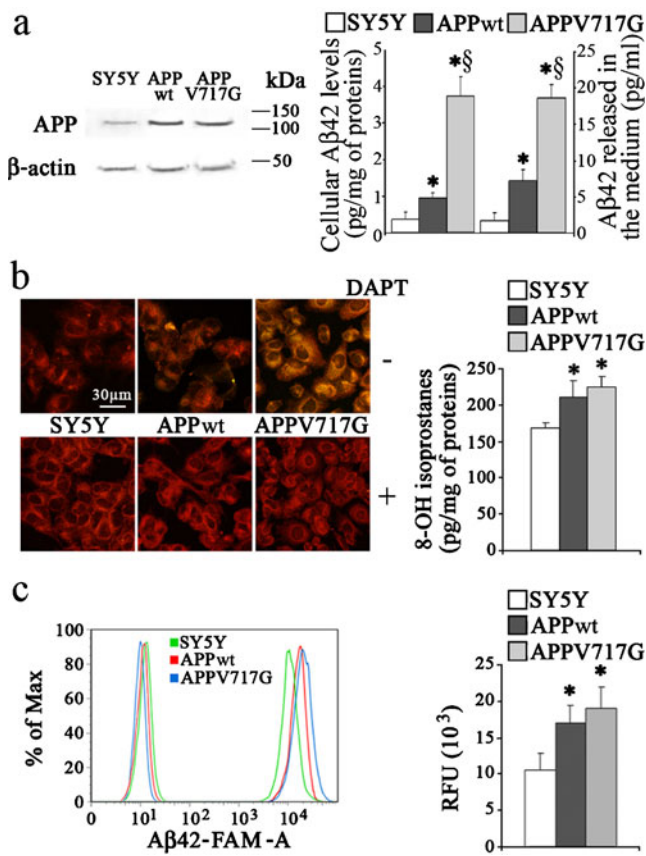 a
SY5Y APP wt APP V717G kDa
APP
150
100
β-actin
50
SY5Y APPwt APPV717G
Cellular Aβ42 levels
(pg/mg of proteins)
5
4
3
2
1
0
* *§ * *§
25
20
15
10
5
0
Aβ42 released in
the medium (pg/ml)
b
DAPT
-
30µm
SY5Y APPwt APPV717G
+
SY5Y
APPwt
APPV717G
8-OH isoprostanes
(pg/mg of proteins)
250
200
150
100
50
0
* *
c
% of Max
100
80
60
40
20
0
SY5Y
APPwt
APPV717G
0 10¹ 10² 10³ 10⁴
Aβ42-FAM-A
SY5Y
APPwt
APPV717G
RFU (10³)
25
20
15
10
5
0
* *